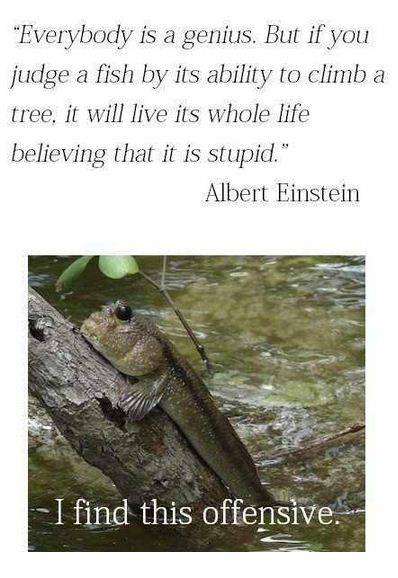 “Everybody is a genius. But if you
judge a fish by its ability to climb a
tree, it will live its whole life
believing that it is stupid.”
Albert Einstein
I find this offensive.